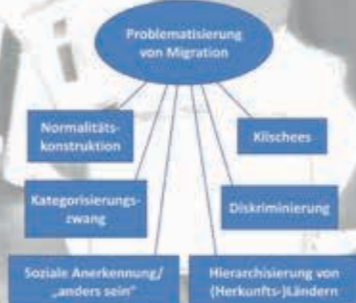 Problematisierung
von Migration
Normalitäts-
konstruktion
Klischees
Kategorisierungs-
zwang
Diskriminierung
Soziale Anerkennung/
„anders sein“
Hierarchisierung von
(Herkunfts-)Ländern